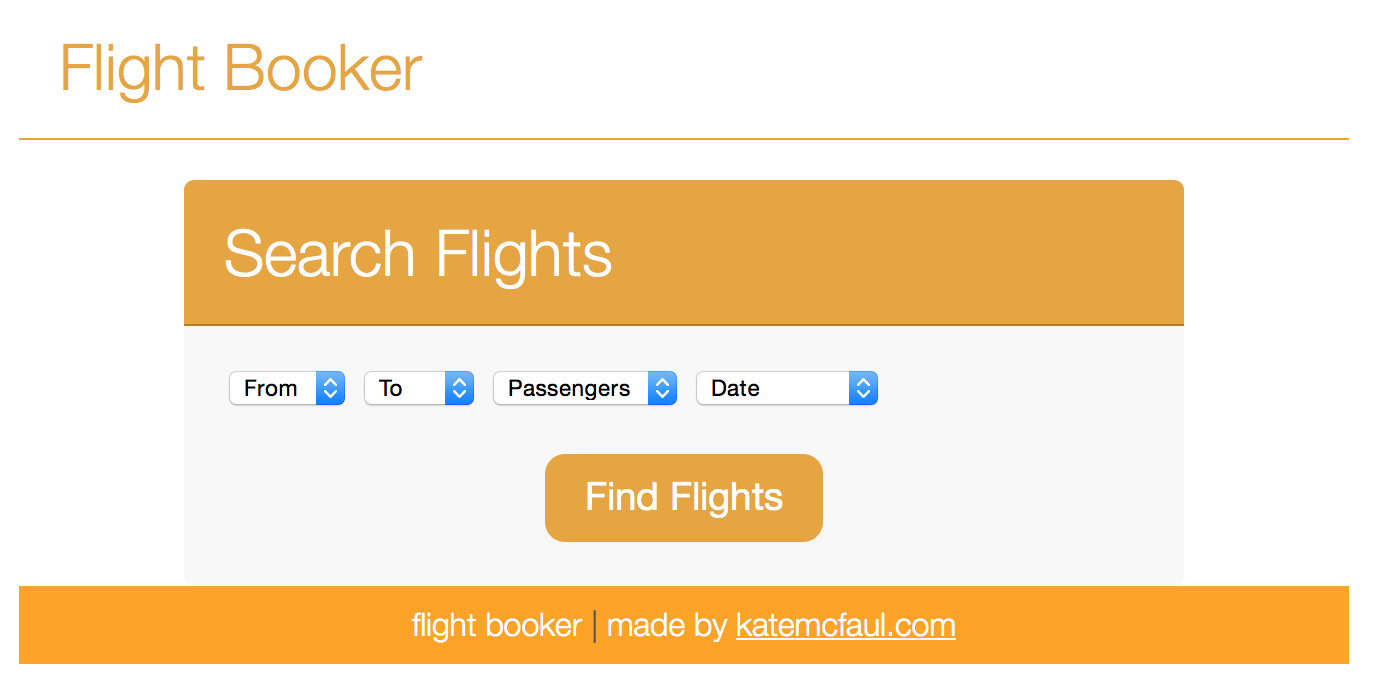 Flight Booker
Search Flights
From To Passengers Date
Find Flights
flight booker | made by katemcfaul.com